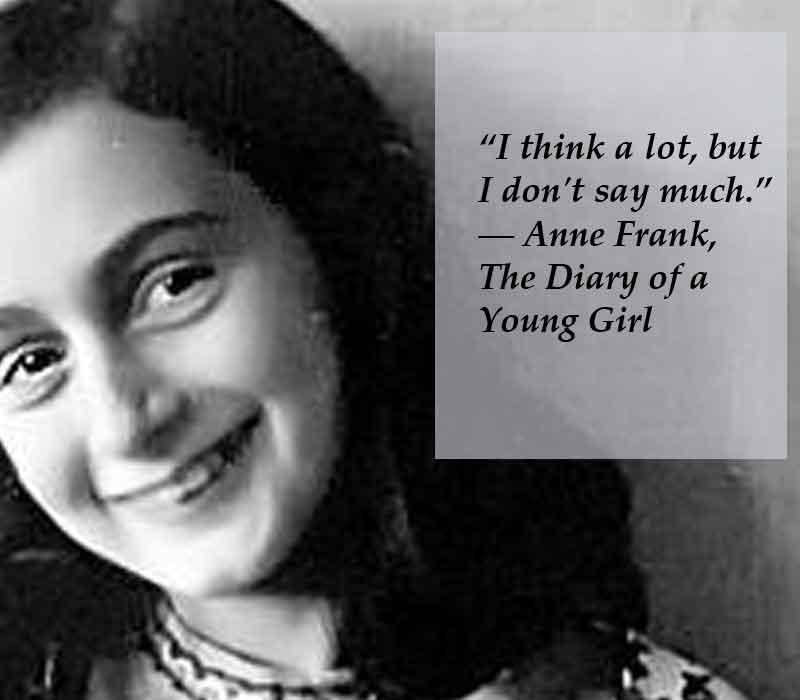 “I think a lot, but
I don't say much.”
― Anne Frank,
The Diary of a
Young Girl